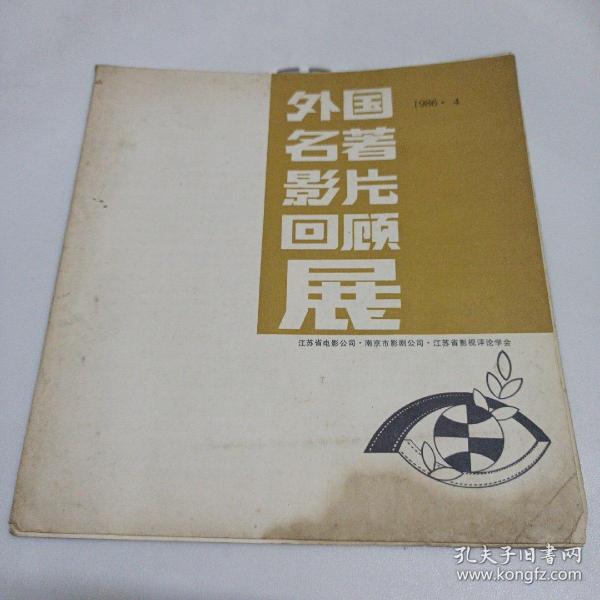 外国
名著
影片
回顾
展
1986·4
江苏省电影公司·南京市影剧公司·江苏省影视评论学会
孔夫子旧书网
www.kongfz.com